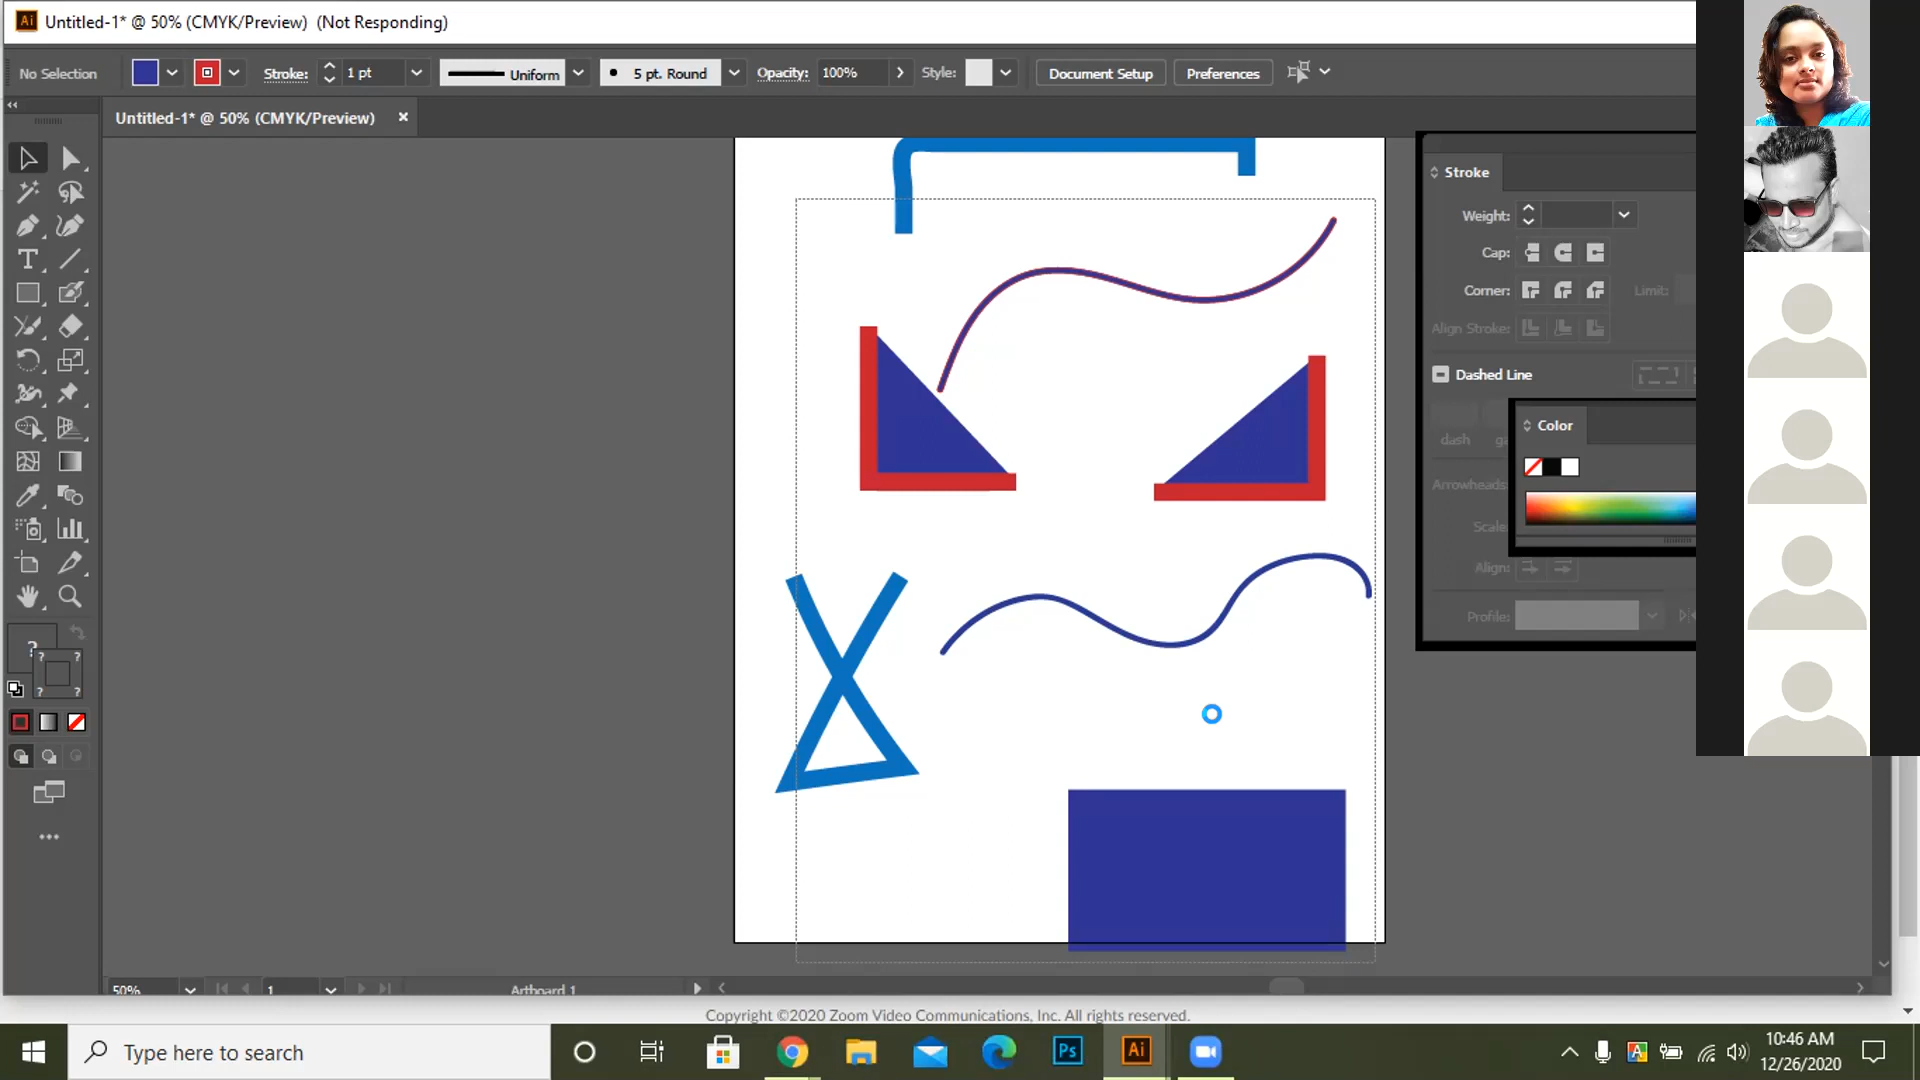 Ai Untitled-1* @ 50% (CMYK/Preview) (Not Responding)
No Selection Stroke: 1 pt Uniform 5 pt. Round Opacity: 100% Style: Document Setup Preferences
Untitled-1* @ 50% (CMYK/Preview) ×
Stroke
Weight:
Cap:
Corner: Limit:
Align Stroke:
Dashed Line
dash
Color
Arrowheads:
Scale:
Align:
Profile:
? ? ? ? ?
50% 1 Artboard 1
Copyright ©2020 Zoom Video Communications, Inc. All rights reserved.
Type here to search Ps Ai A 10:46 AM
12/26/2020